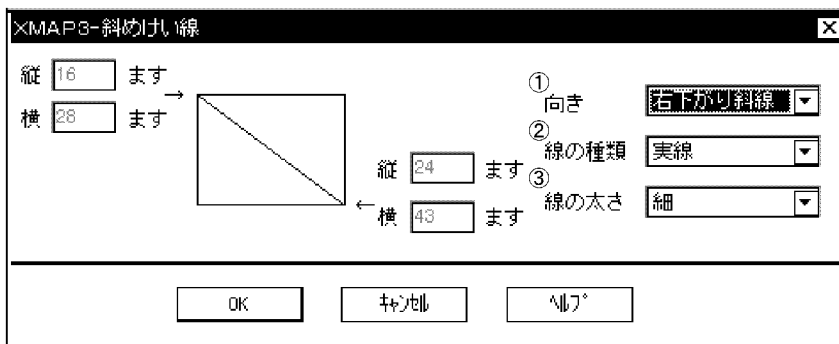 XMAP3-斜めけい線
縦 16 ます
→
横 28 ます
① 向き 右下がり斜線
② 線の種類 実線
縦 24 ます
③ 線の太さ 細
← 横 43 ます
OK キャンセル ヘルプ